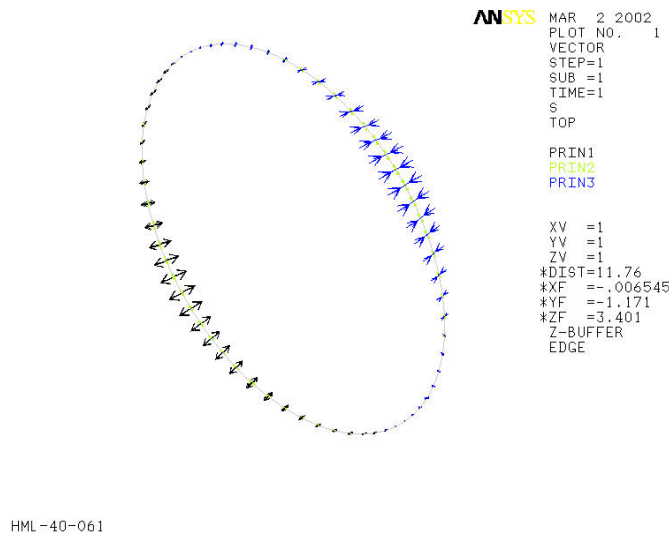 ANSYS
MAR 2 2002
PLOT NO. 1
VECTOR
STEP=1
SUB =1
TIME=1
S
TOP
PRIN1
PRIN2
PRIN3
XV =1
YV =1
ZV =1
*DIST=11.76
*XF =-.006545
*YF =-1.171
*ZF =3.401
Z-BUFFER
EDGE
HML-40-061